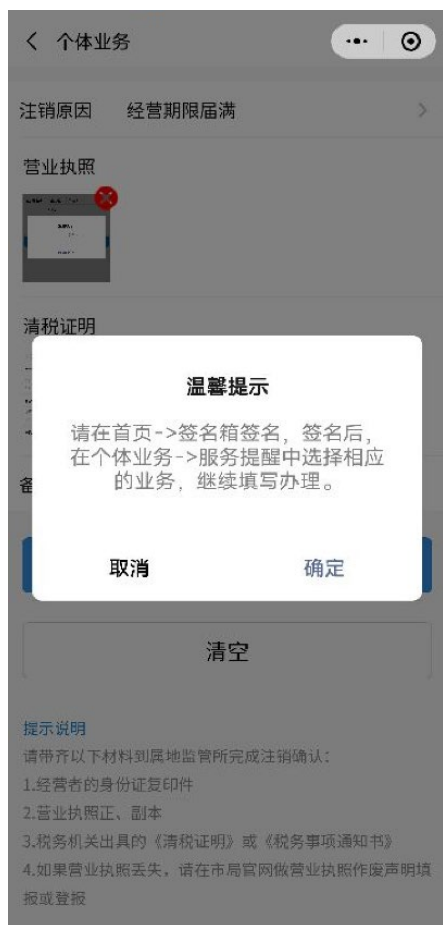 个体业务
注销原因 经营期限届满
营业执照
清税证明
温馨提示
请在首页->签名箱签名，签名后，
在个体业务->服务提醒中选择相应
的业务，继续填写办理。
取消 确定
清空
提示说明
请带齐以下材料到属地监管所完成注销确认：
1.经营者的身份证复印件
2.营业执照正、副本
3.税务机关出具的《清税证明》或《税务事项通知书》
4.如果营业执照丢失，请在市局官网做营业执照作废声明填
报或登报